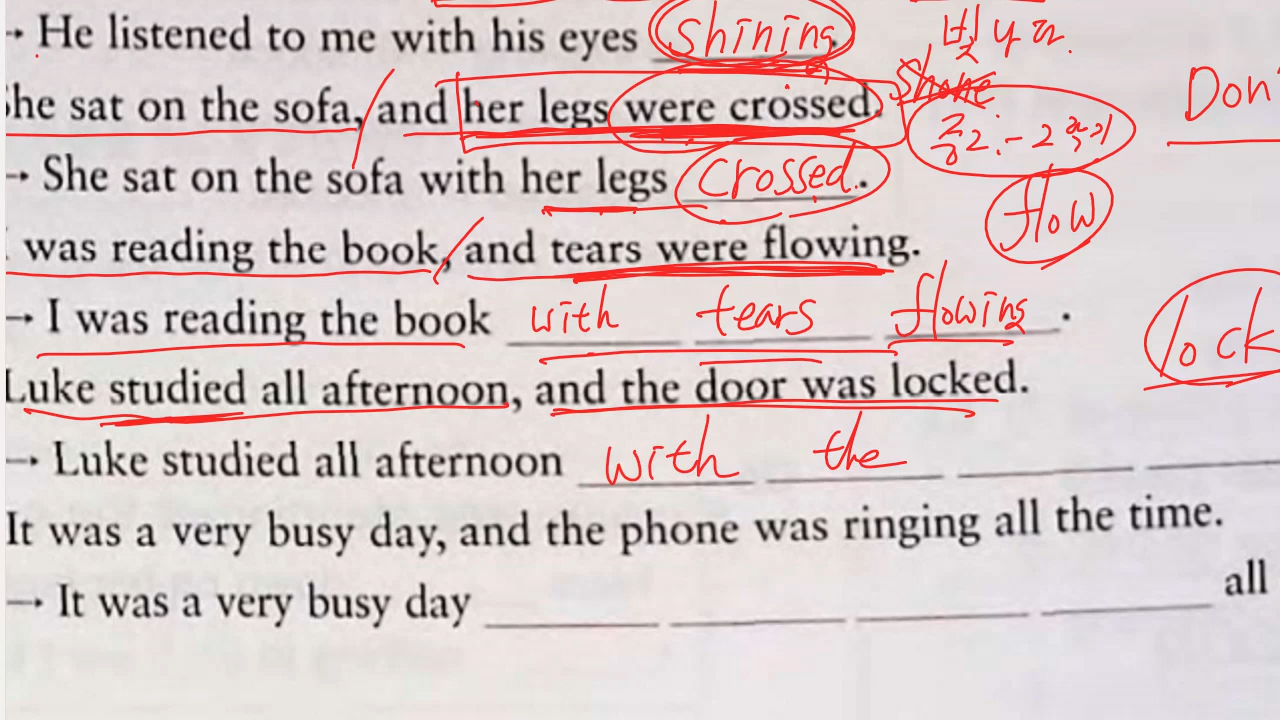 → He listened to me with his eyes shining. 빛나다.
She sat on the sofa, and her legs were crossed. Shone Don'
→ She sat on the sofa with her legs crossed.
was reading the book, and tears were flowing. flow
→ I was reading the book with tears flowing.
Luke studied all afternoon, and the door was locked. lock
→ Luke studied all afternoon with the
It was a very busy day, and the phone was ringing all the time.
→ It was a very busy day all